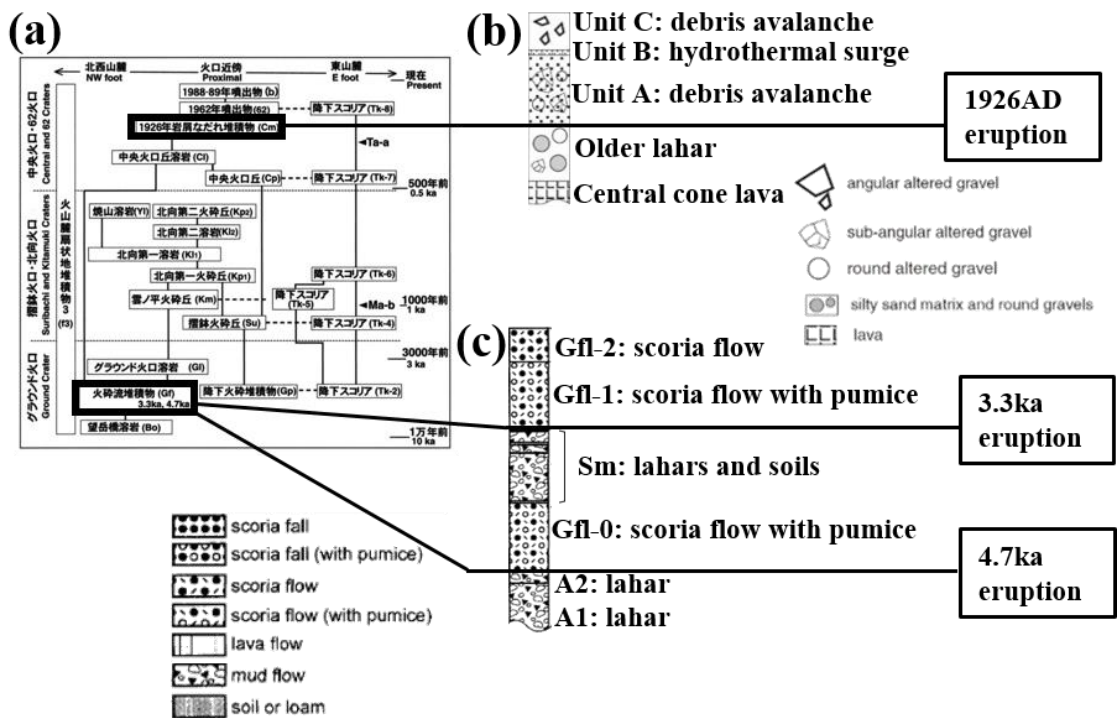 (a)
北西山麓
NW foot
火口近傍
Proximal
東山麓
E foot
現在
Present
中央火口・62火口
Central and 62 Craters
1988-89年噴出物 (b)
1962年噴出物(62)
降下スコリア (Tk-8)
1926年岩屑なだれ堆積物 (Cm)
Ta-a
中央火口丘溶岩 (Cl)
中央火口丘 (Cp)
降下スコリア(Tk-7)
500年前
0.5 ka
摺鉢火口・北向火口
Suribachi and Kitamuki Craters
火山麓扇状地堆積物3
(f3)
焼山溶岩(Yl)
北向第二火砕丘(Kp2)
北向第二溶岩(Kl2)
北向第一溶岩(Kl1)
北向第一火砕丘(Kp1)
降下スコリア(Tk-6)
雲ノ平火砕丘 (Km)
降下スコリア
(Tk-5)
Ma-b
1000年前
1 ka
摺鉢火砕丘 (Su)
降下スコリア(Tk-4)
3000年前
3 ka
グラウンド火口
Ground Crater
グラウンド火口溶岩 (Gl)
火砕流堆積物 (Gf)
3.3ka, 4.7ka
降下火砕堆積物(Gp)
降下スコリア (Tk-2)
望岳橋溶岩 (Bo)
1万年前
10 ka
scoria fall
scoria fall (with pumice)
scoria flow
scoria flow (with pumice)
lava flow
mud flow
soil or loam
(b)
Unit C: debris avalanche
Unit B: hydrothermal surge
Unit A: debris avalanche
Older lahar
Central cone lava
1926AD
eruption
angular altered gravel
sub-angular altered gravel
round altered gravel
silty sand matrix and round gravels
lava
(c)
Gfl-2: scoria flow
Gfl-1: scoria flow with pumice
Sm: lahars and soils
Gfl-0: scoria flow with pumice
A2: lahar
A1: lahar
3.3ka
eruption
4.7ka
eruption